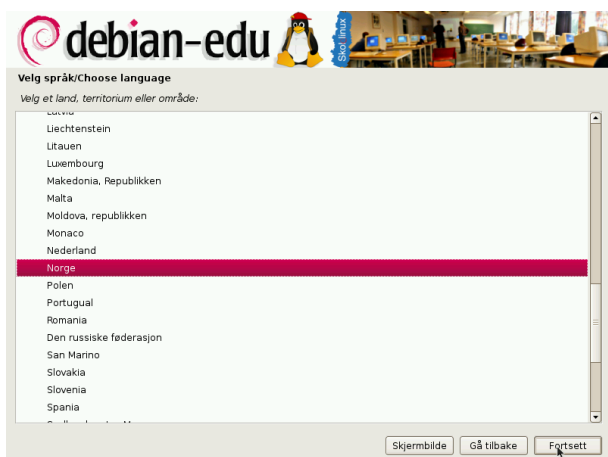 debian-edu
Skolelinux
Velg språk/Choose language
Velg et land, territorium eller område:
Latvia
Liechtenstein
Litauen
Luxembourg
Makedonia, Republikken
Malta
Moldova, republikken
Monaco
Nederland
Norge
Polen
Portugual
Romania
Den russiske føderasjon
San Marino
Slovakia
Slovenia
Spania
Skjermbilde
Gå tilbake
Fortsett